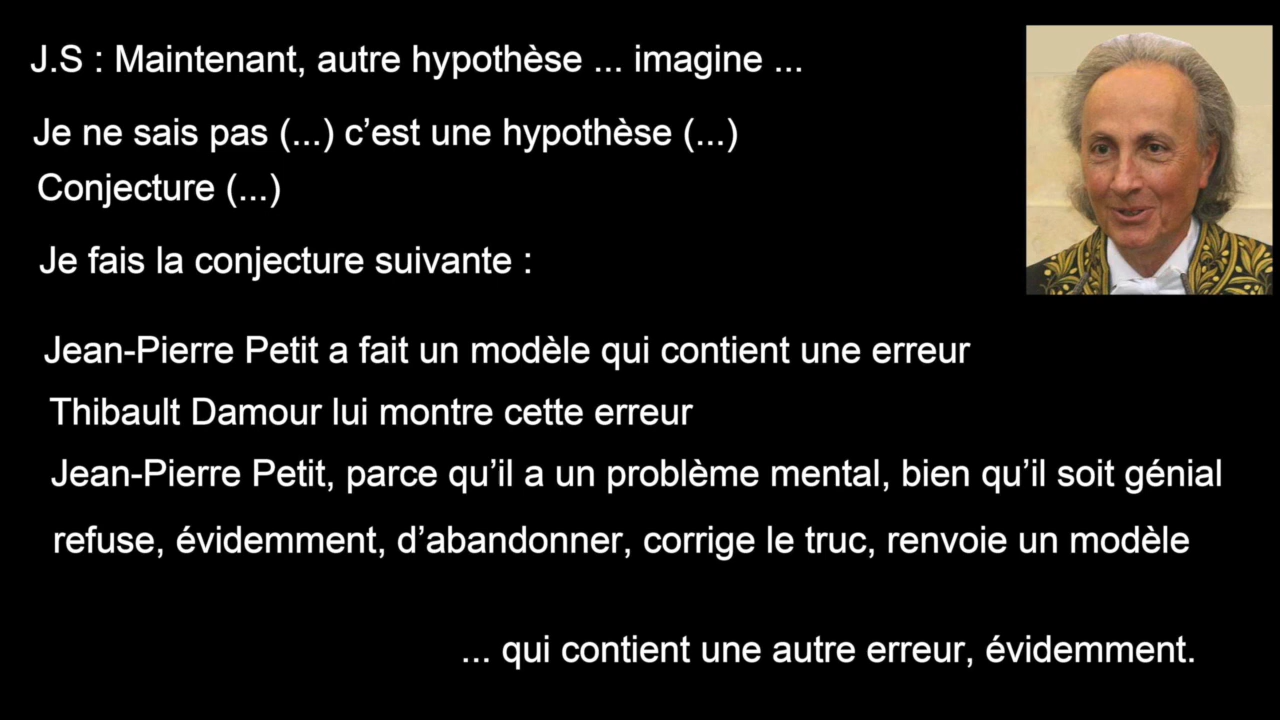 J.S : Maintenant, autre hypothèse ... imagine ...
Je ne sais pas (...) c’est une hypothèse (...)
Conjecture (...)
Je fais la conjecture suivante :
Jean-Pierre Petit a fait un modèle qui contient une erreur
Thibault Damour lui montre cette erreur
Jean-Pierre Petit, parce qu’il a un problème mental, bien qu’il soit génial
refuse, évidemment, d’abandonner, corrige le truc, renvoie un modèle
... qui contient une autre erreur, évidemment.